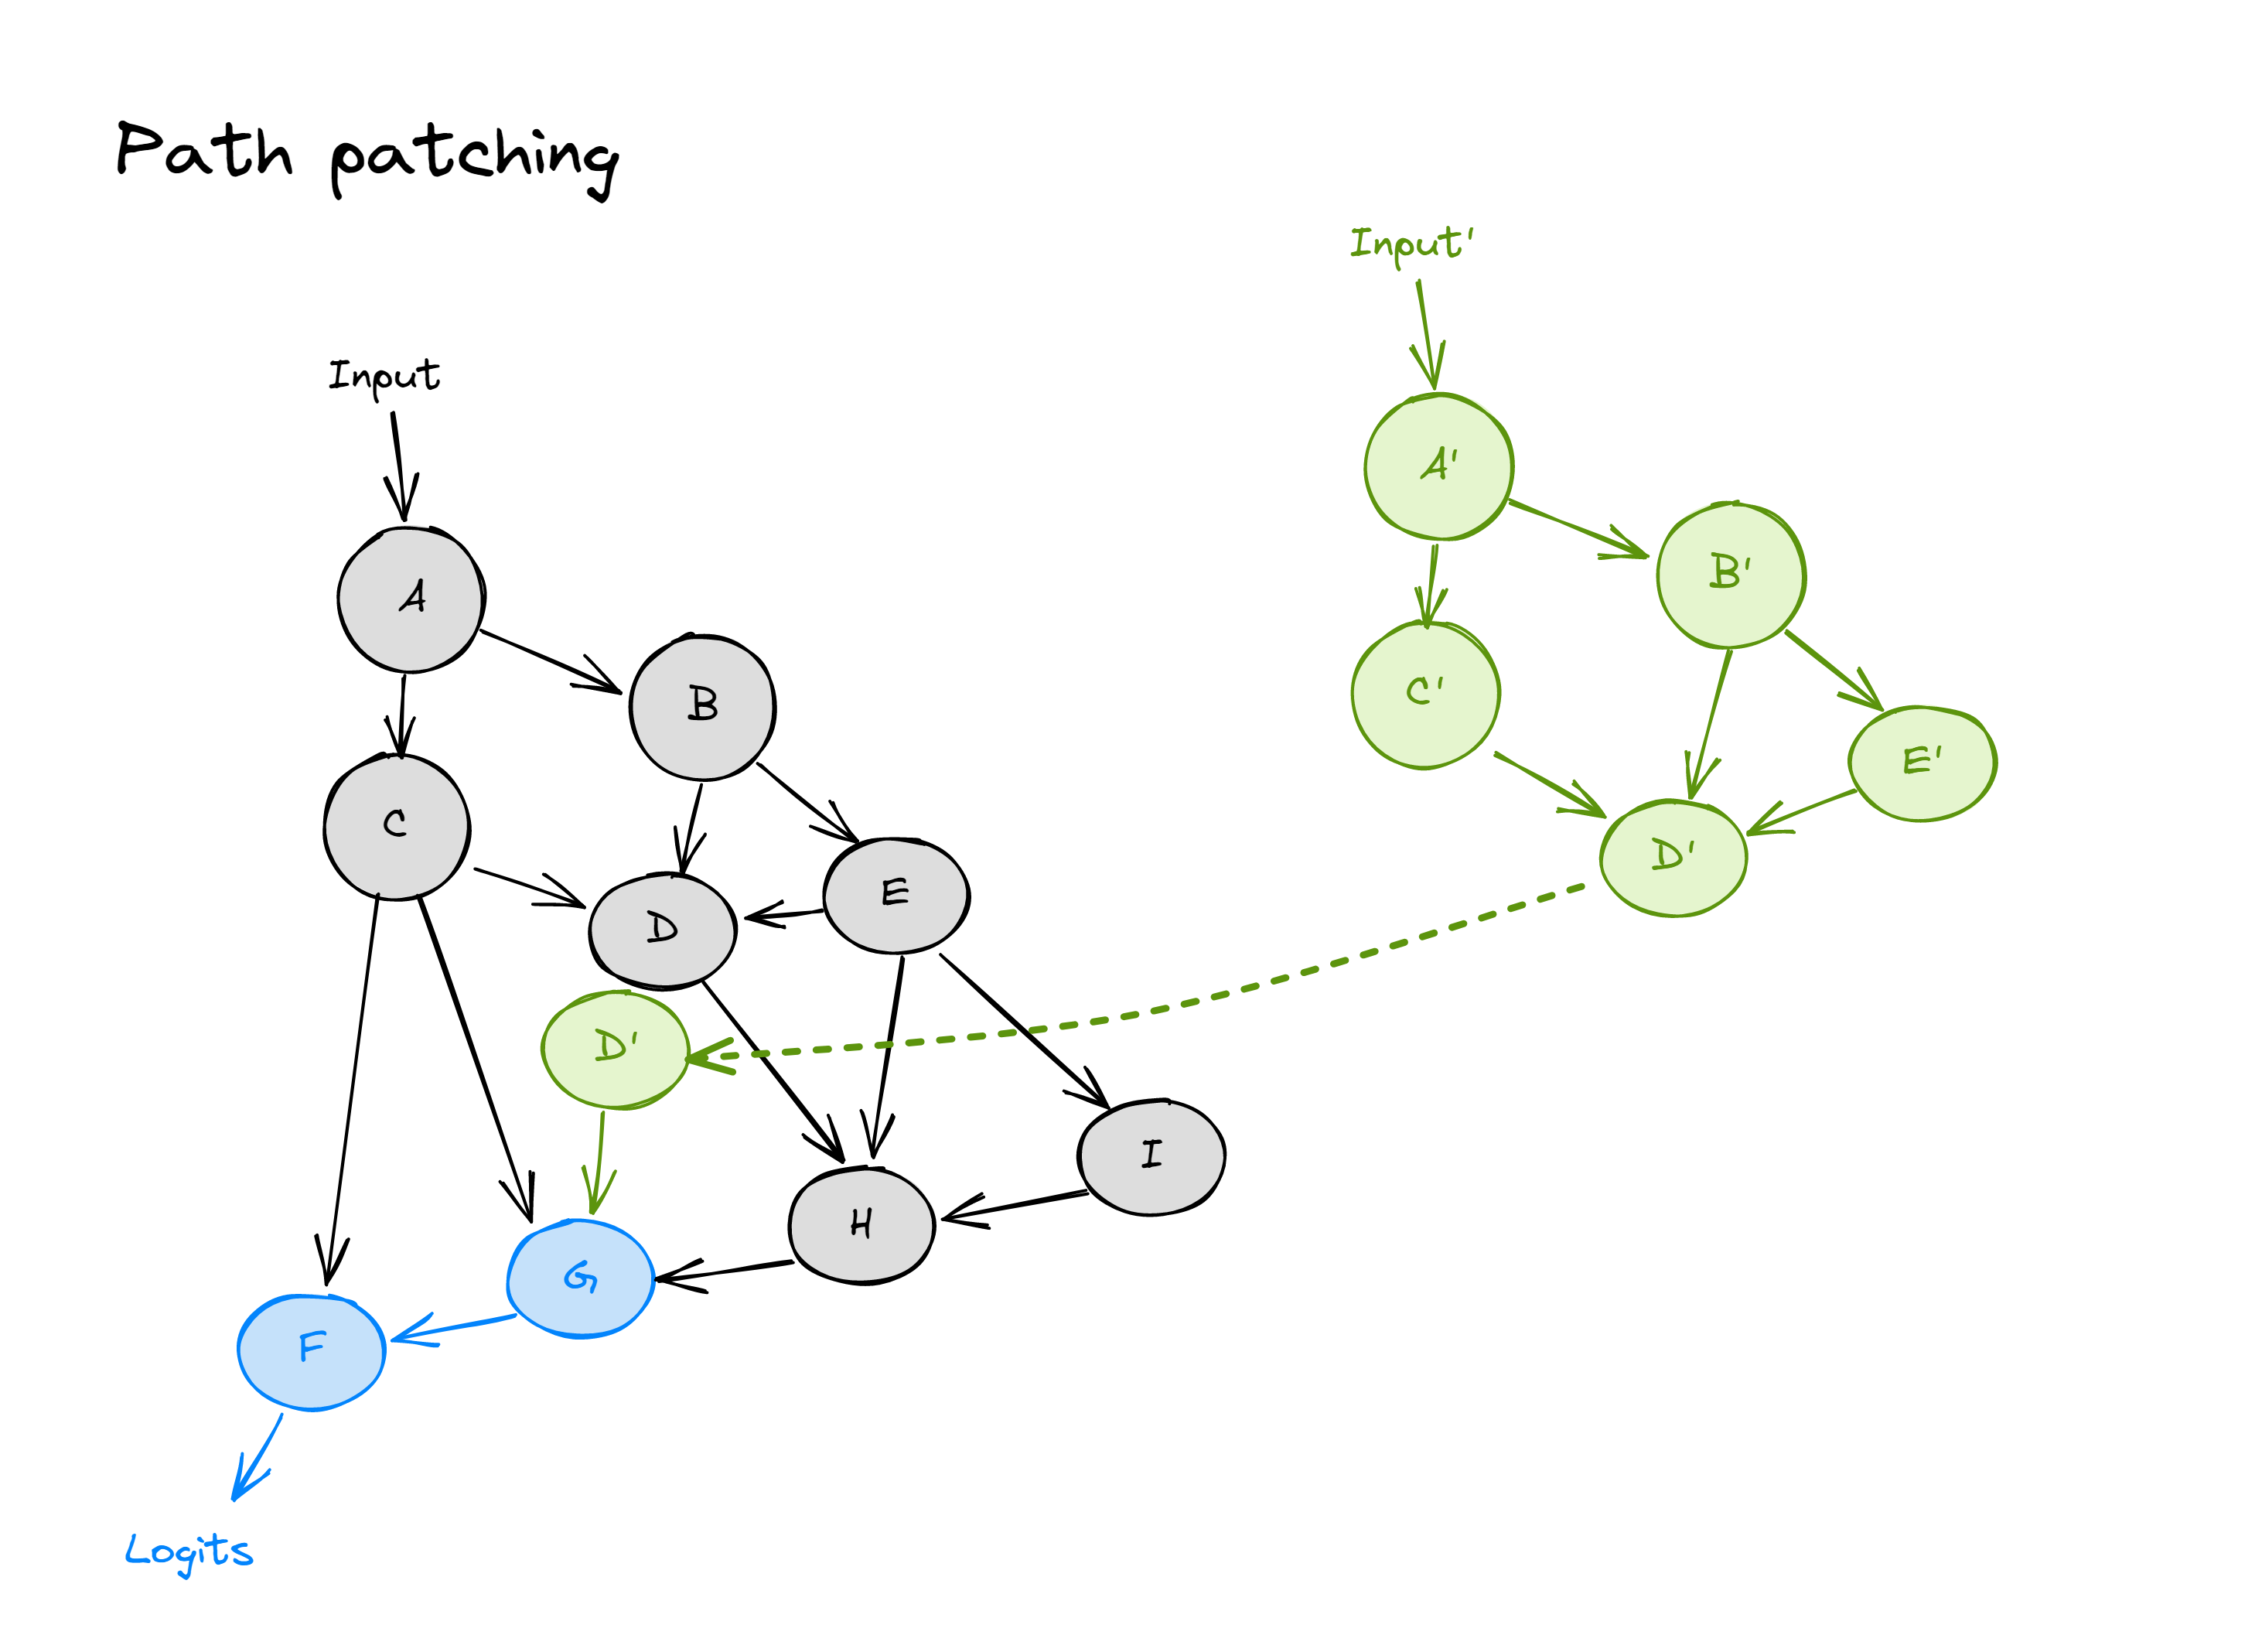 Path patching
Input'
Input
A'
B'
A
C'
B
E'
C
D'
E
D
D'
I
H
G
F
Logits